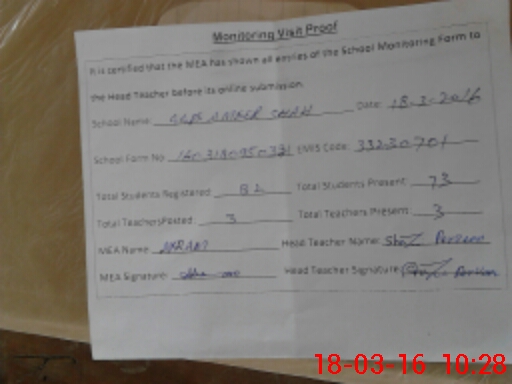 Monitoring Visit Proof
It is certified that the MEA has shown all entries of the School Monitoring Form to
the Head Teacher before its online submission.
School Name: Date: 18-3-2016
School Form No EMIS Code: 33230701
Total Students Registered: 82 Total Students Present: 73
Total Teachers Posted: 3 Total Teachers Present: 3
MEA Name: AKRAM Head Teacher Name:
MEA Signature: Head Teacher Signature:
18-03-16 10:28